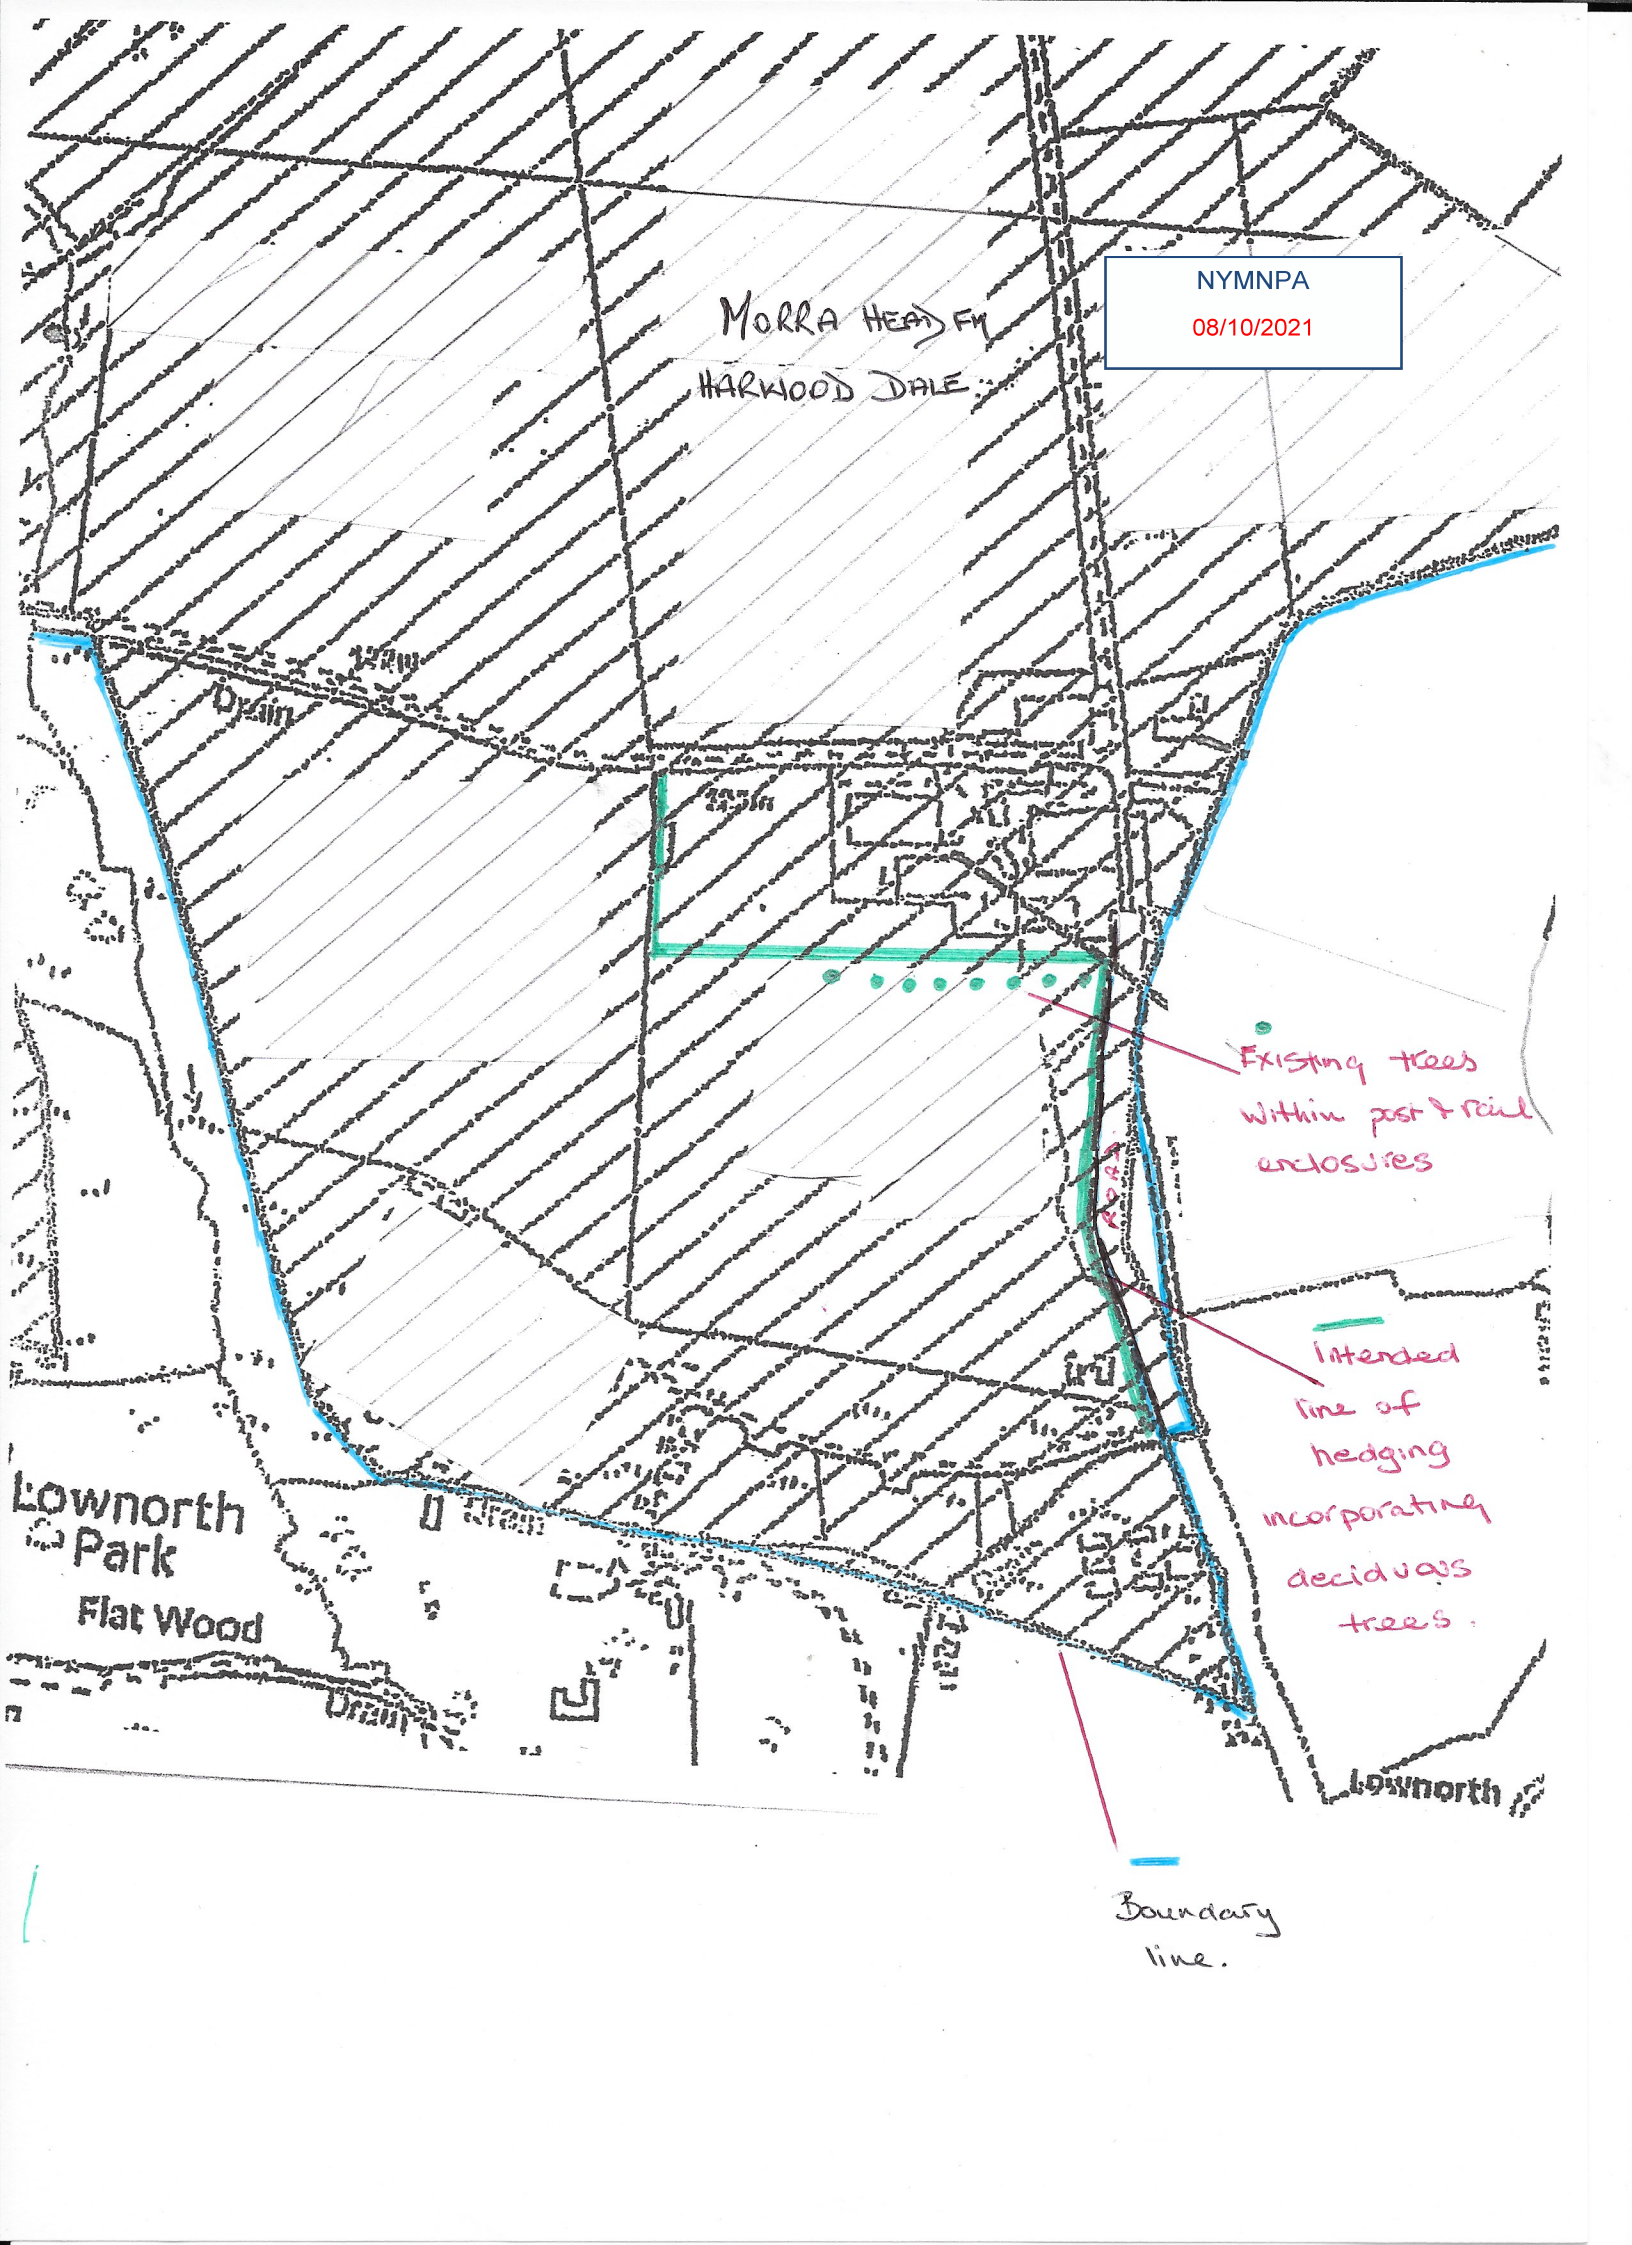 NYMNPA
08/10/2021
MORRA HEAD FM
HARWOOD DALE
Drain
ROAD
Existing trees
within post & rail
enclosures
Intended
line of
hedging
incorporating
deciduous
trees.
Lownorth
Park
Flat Wood
Drain
Drain
Lownorth
Boundary
line.